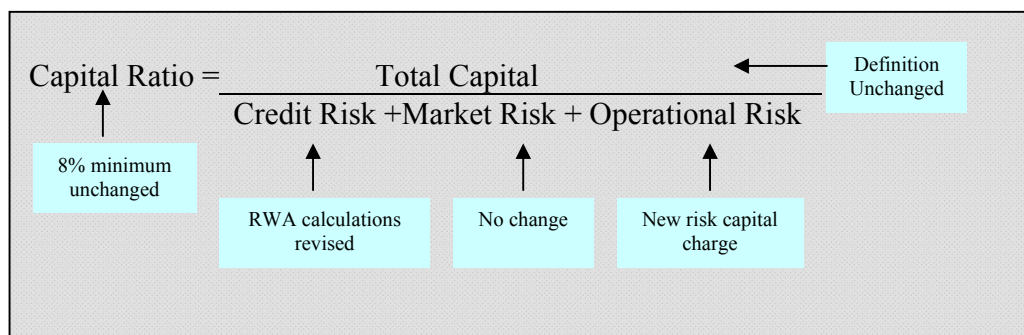 Capital Ratio = Total Capital
Credit Risk +Market Risk + Operational Risk
Definition
Unchanged
8% minimum
unchanged
RWA calculations
revised
No change
New risk capital
charge